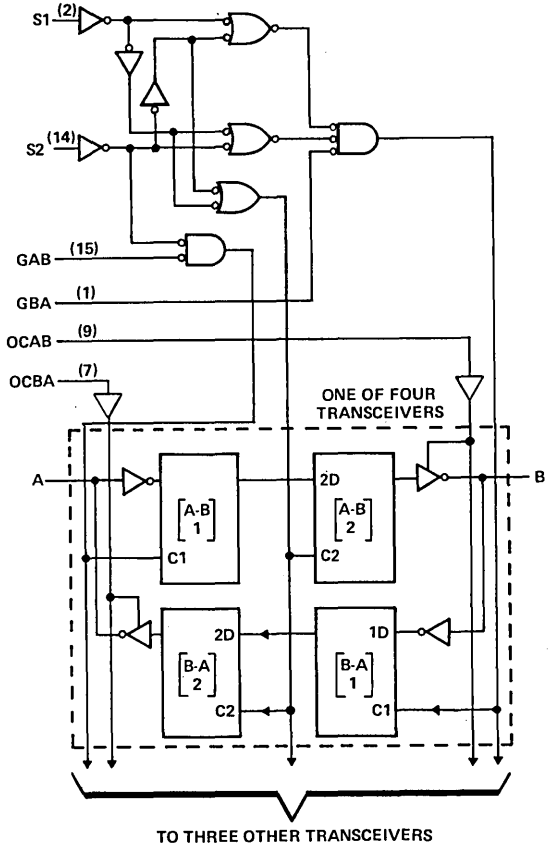 S1 (2)
S2 (14)
GAB (15)
GBA (1)
OCAB (9)
OCBA (7)
ONE OF FOUR
TRANSCEIVERS
A
B
A-B
1
C1
2D
A-B
2
C2
B-A
2
2D
C2
1D
B-A
1
C1
TO THREE OTHER TRANSCEIVERS